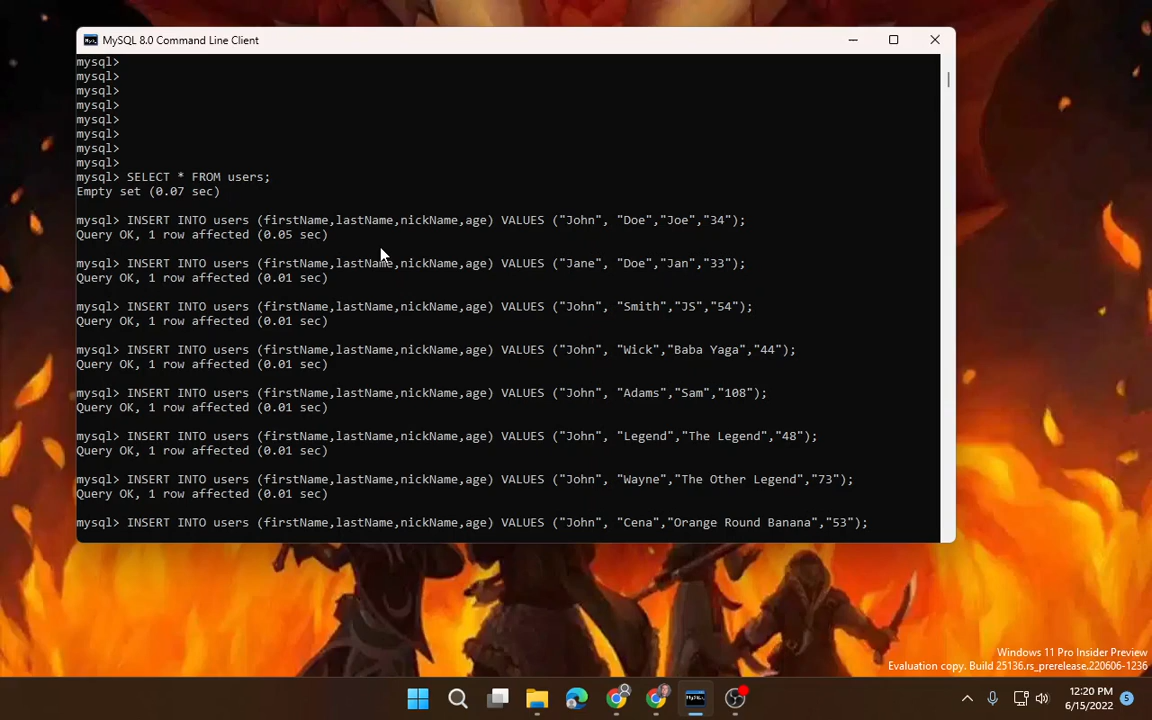 MySQL 8.0 Command Line Client
mysql>
mysql>
mysql>
mysql>
mysql>
mysql>
mysql>
mysql>
mysql> SELECT * FROM users;
Empty set (0.07 sec)
mysql> INSERT INTO users (firstName,lastName,nickName,age) VALUES ("John", "Doe","Joe","34");
Query OK, 1 row affected (0.05 sec)
mysql> INSERT INTO users (firstName,lastName,nickName,age) VALUES ("Jane", "Doe","Jan","33");
Query OK, 1 row affected (0.01 sec)
mysql> INSERT INTO users (firstName,lastName,nickName,age) VALUES ("John", "Smith","JS","54");
Query OK, 1 row affected (0.01 sec)
mysql> INSERT INTO users (firstName,lastName,nickName,age) VALUES ("John", "Wick","Baba Yaga","44");
Query OK, 1 row affected (0.01 sec)
mysql> INSERT INTO users (firstName,lastName,nickName,age) VALUES ("John", "Adams","Sam","108");
Query OK, 1 row affected (0.01 sec)
mysql> INSERT INTO users (firstName,lastName,nickName,age) VALUES ("John", "Legend","The Legend","48");
Query OK, 1 row affected (0.01 sec)
mysql> INSERT INTO users (firstName,lastName,nickName,age) VALUES ("John", "Wayne","The Other Legend","73");
Query OK, 1 row affected (0.01 sec)
mysql> INSERT INTO users (firstName,lastName,nickName,age) VALUES ("John", "Cena","Orange Round Banana","53");
Windows 11 Pro Insider Preview
Evaluation copy. Build 25136.rs_prerelease.220606-1236
12:20 PM
6/15/2022
5